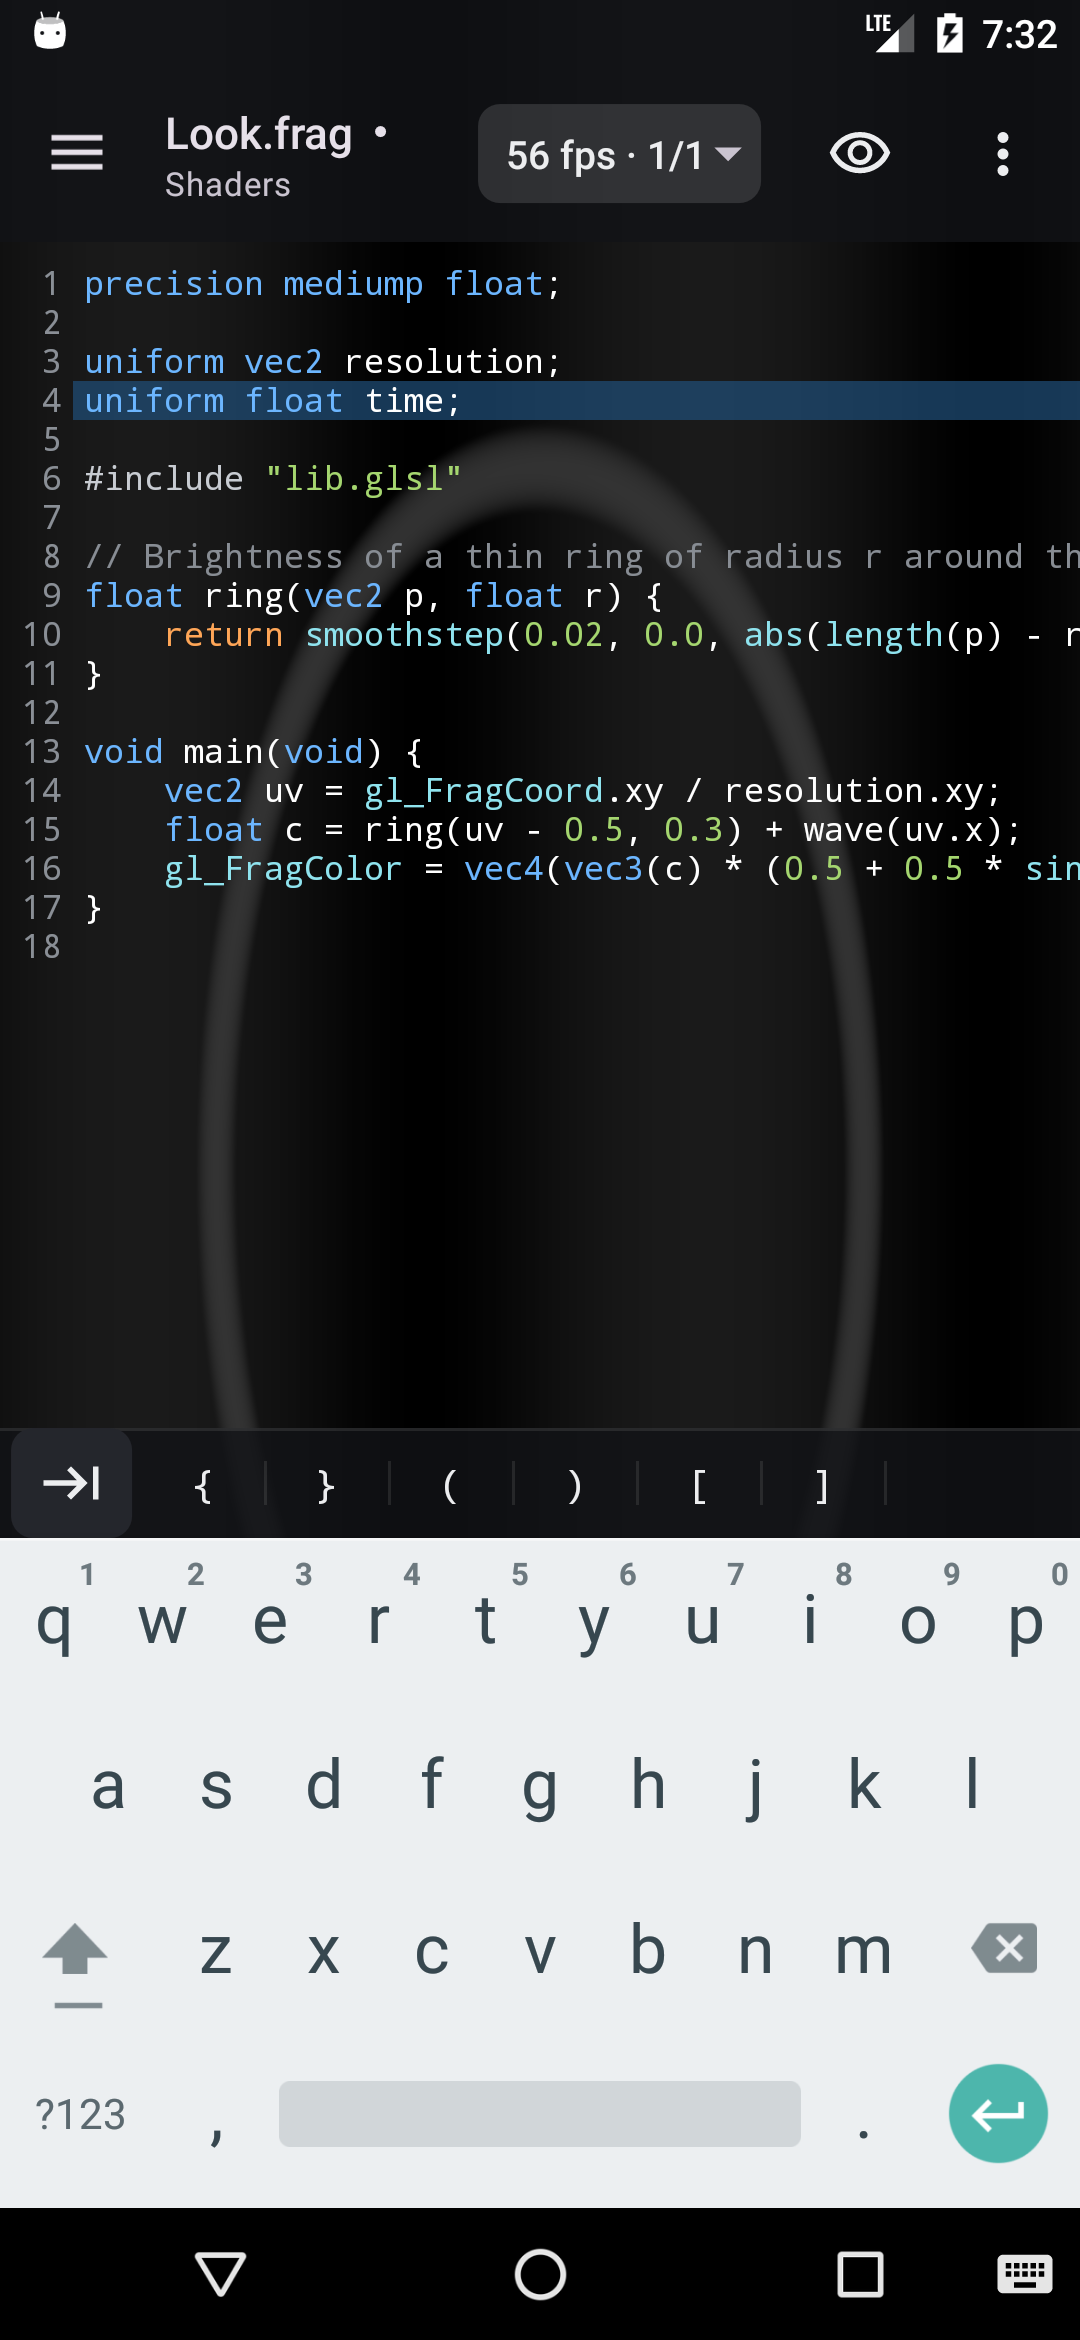 LTE 7:32
Look.frag •
Shaders
56 fps · 1/1
1 precision mediump float;
2
3 uniform vec2 resolution;
4 uniform float time;
5
6 #include "lib.glsl"
7
8 // Brightness of a thin ring of radius r around th
9 float ring(vec2 p, float r) {
10 return smoothstep(0.02, 0.0, abs(length(p) - r
11 }
12
13 void main(void) {
14 vec2 uv = gl_FragCoord.xy / resolution.xy;
15 float c = ring(uv - 0.5, 0.3) + wave(uv.x);
16 gl_FragColor = vec4(vec3(c) * (0.5 + 0.5 * sin
17 }
18
{ } ( ) [ ]
1 2 3 4 5 6 7 8 9 0
q w e r t y u i o p
a s d f g h j k l
z x c v b n m
?123 , .